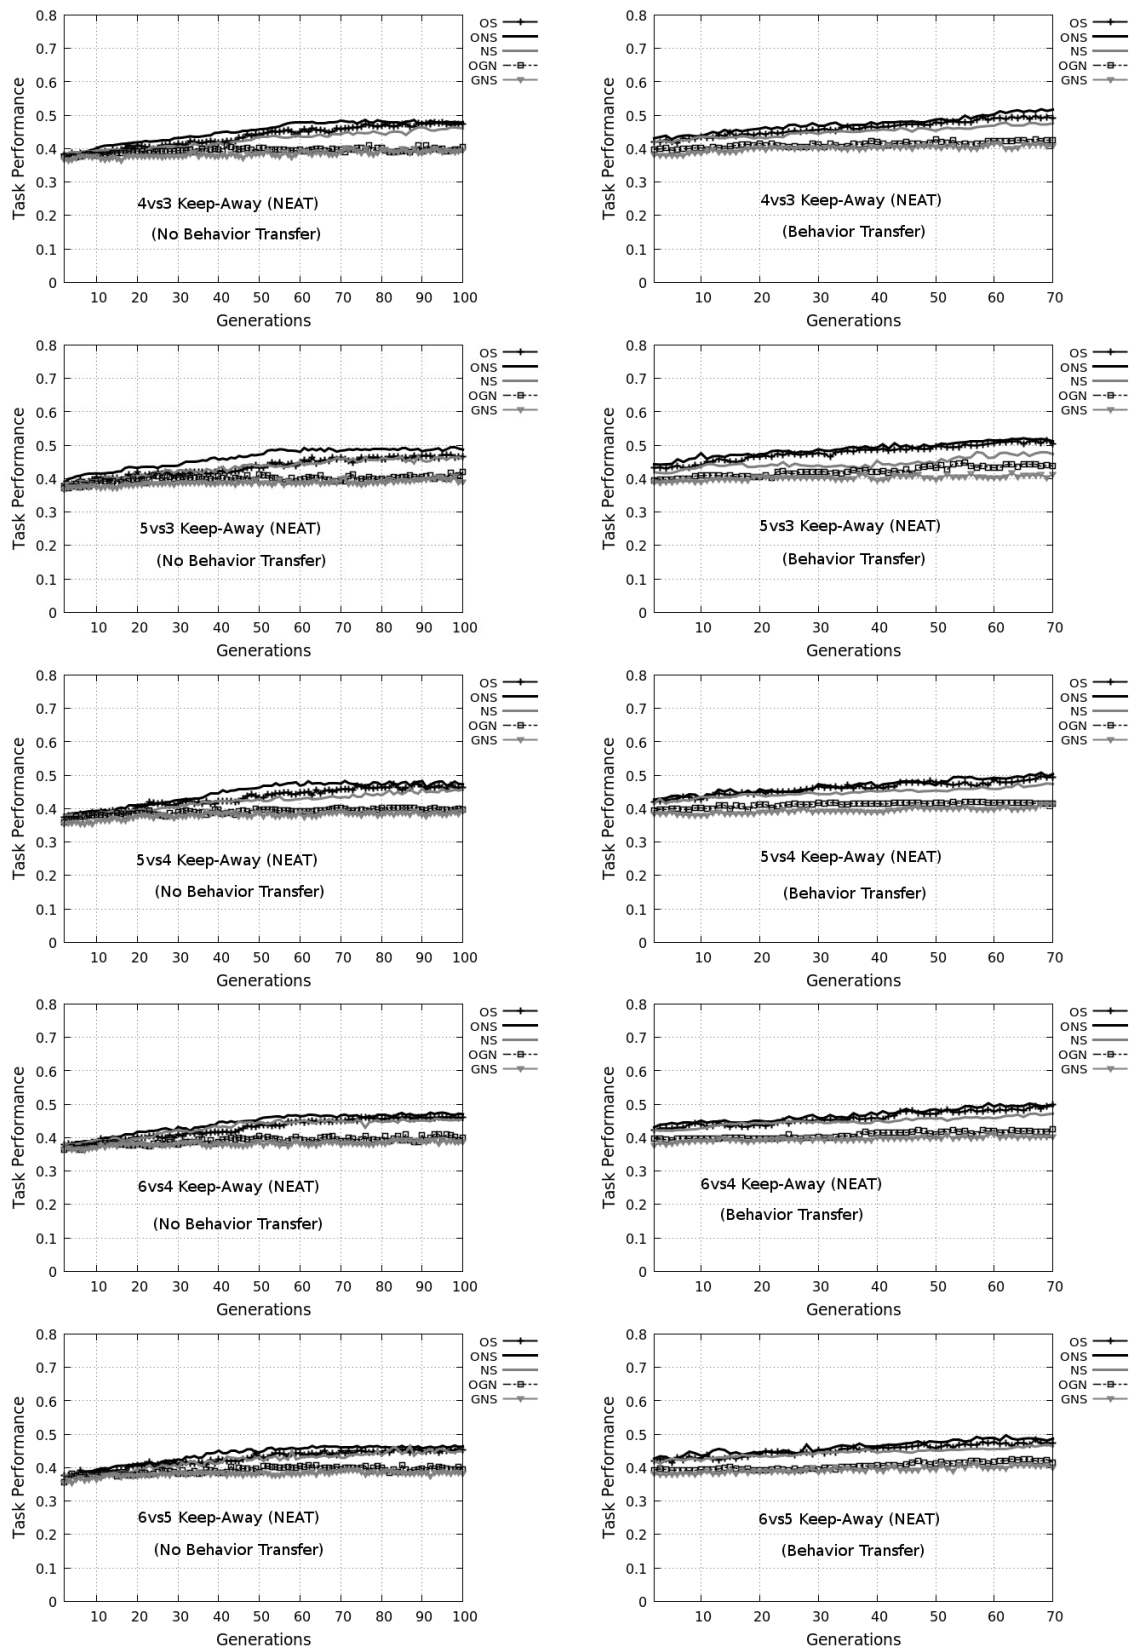 0.8
0.7
0.6
0.5
0.4
0.3
0.2
0.1
0
Task Performance
OS
ONS
NS
OGN
GNS
4vs3 Keep-Away (NEAT)
(No Behavior Transfer)
10 20 30 40 50 60 70 80 90 100
Generations
0.8
0.7
0.6
0.5
0.4
0.3
0.2
0.1
0
Task Performance
OS
ONS
NS
OGN
GNS
4vs3 Keep-Away (NEAT)
(Behavior Transfer)
10 20 30 40 50 60 70
Generations
0.8
0.7
0.6
0.5
0.4
0.3
0.2
0.1
0
Task Performance
OS
ONS
NS
OGN
GNS
5vs3 Keep-Away (NEAT)
(No Behavior Transfer)
10 20 30 40 50 60 70 80 90 100
Generations
0.8
0.7
0.6
0.5
0.4
0.3
0.2
0.1
0
Task Performance
OS
ONS
NS
OGN
GNS
5vs3 Keep-Away (NEAT)
(Behavior Transfer)
10 20 30 40 50 60 70
Generations
0.8
0.7
0.6
0.5
0.4
0.3
0.2
0.1
0
Task Performance
OS
ONS
NS
OGN
GNS
5vs4 Keep-Away (NEAT)
(No Behavior Transfer)
10 20 30 40 50 60 70 80 90 100
Generations
0.8
0.7
0.6
0.5
0.4
0.3
0.2
0.1
0
Task Performance
OS
ONS
NS
OGN
GNS
5vs4 Keep-Away (NEAT)
(Behavior Transfer)
10 20 30 40 50 60 70
Generations
0.8
0.7
0.6
0.5
0.4
0.3
0.2
0.1
0
Task Performance
OS
ONS
NS
OGN
GNS
6vs4 Keep-Away (NEAT)
(No Behavior Transfer)
10 20 30 40 50 60 70 80 90 100
Generations
0.8
0.7
0.6
0.5
0.4
0.3
0.2
0.1
0
Task Performance
OS
ONS
NS
OGN
GNS
6vs4 Keep-Away (NEAT)
(Behavior Transfer)
10 20 30 40 50 60 70
Generations
0.8
0.7
0.6
0.5
0.4
0.3
0.2
0.1
0
Task Performance
OS
ONS
NS
OGN
GNS
6vs5 Keep-Away (NEAT)
(No Behavior Transfer)
10 20 30 40 50 60 70 80 90 100
Generations
0.8
0.7
0.6
0.5
0.4
0.3
0.2
0.1
0
Task Performance
OS
ONS
NS
OGN
GNS
6vs5 Keep-Away (NEAT)
(Behavior Transfer)
10 20 30 40 50 60 70
Generations